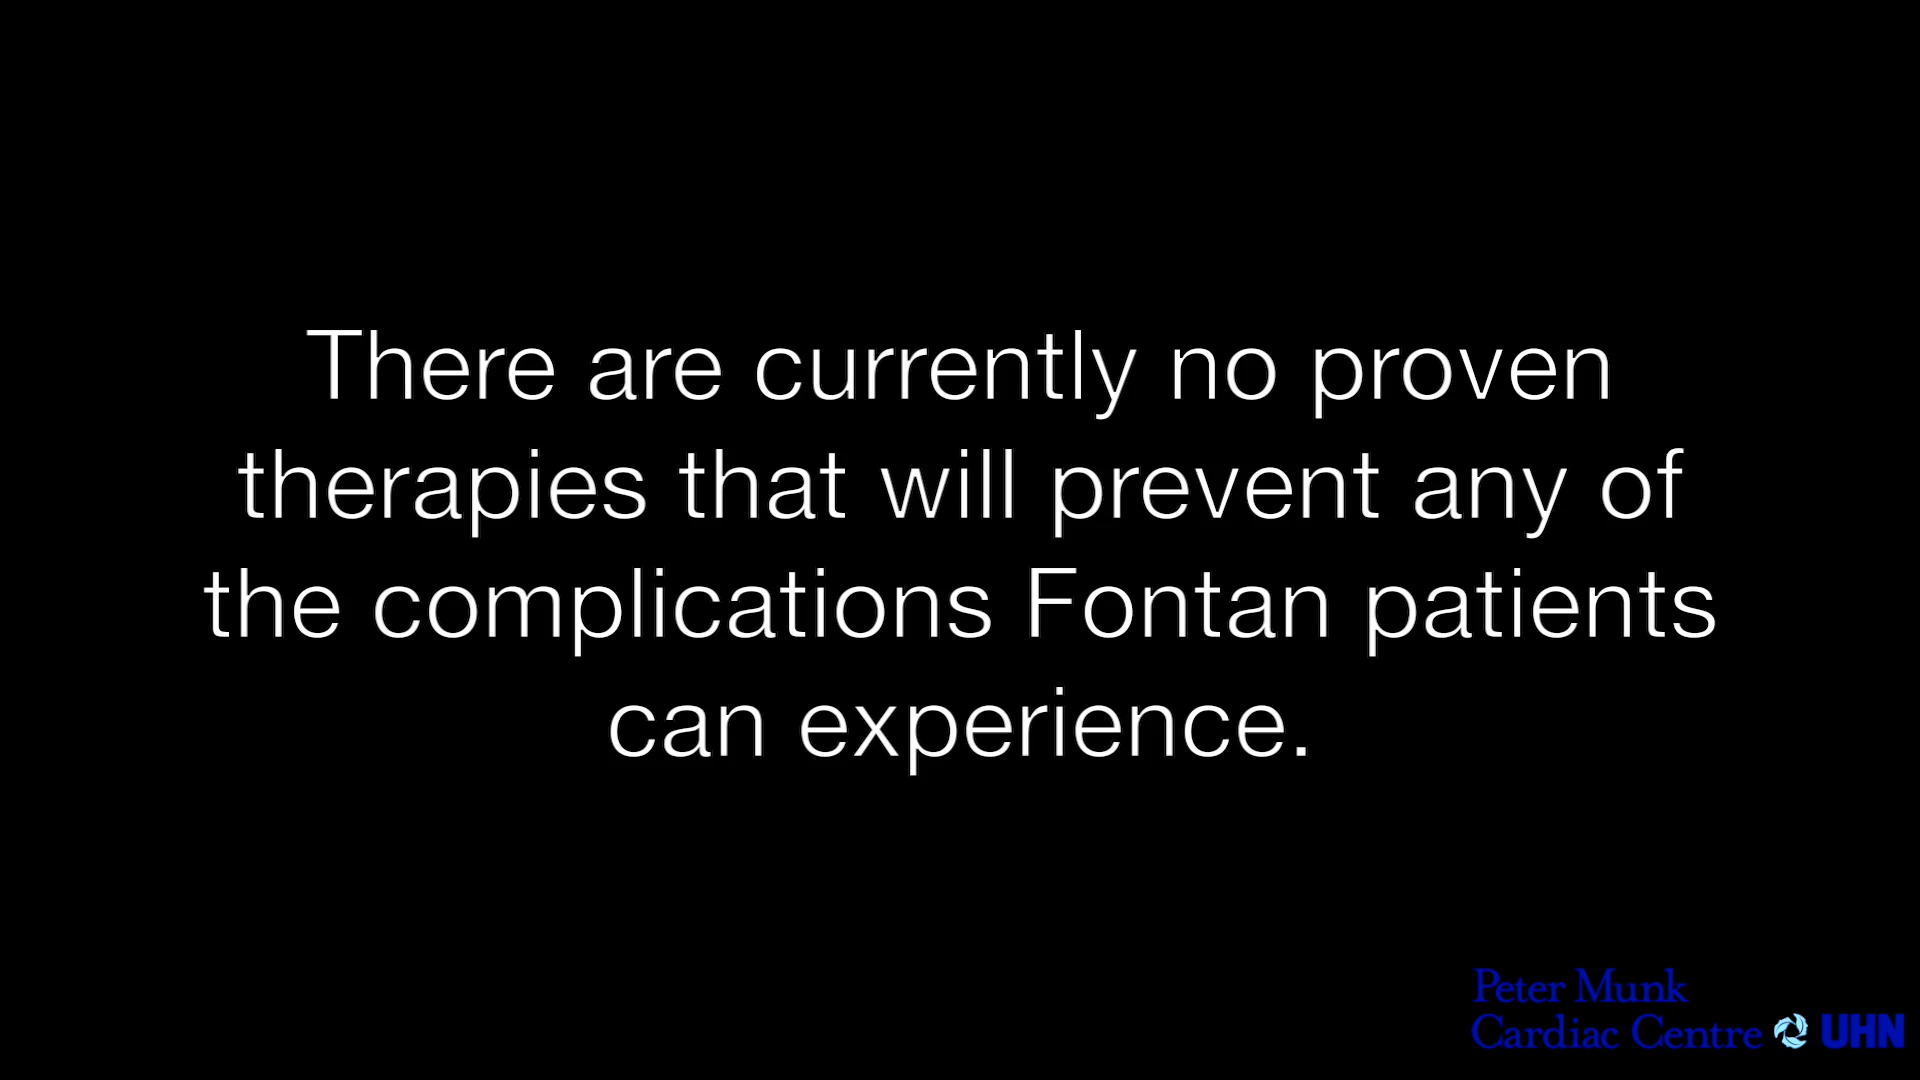 There are currently no proven
therapies that will prevent any of
the complications Fontan patients
can experience.
Peter Munk
Cardiac Centre UHN